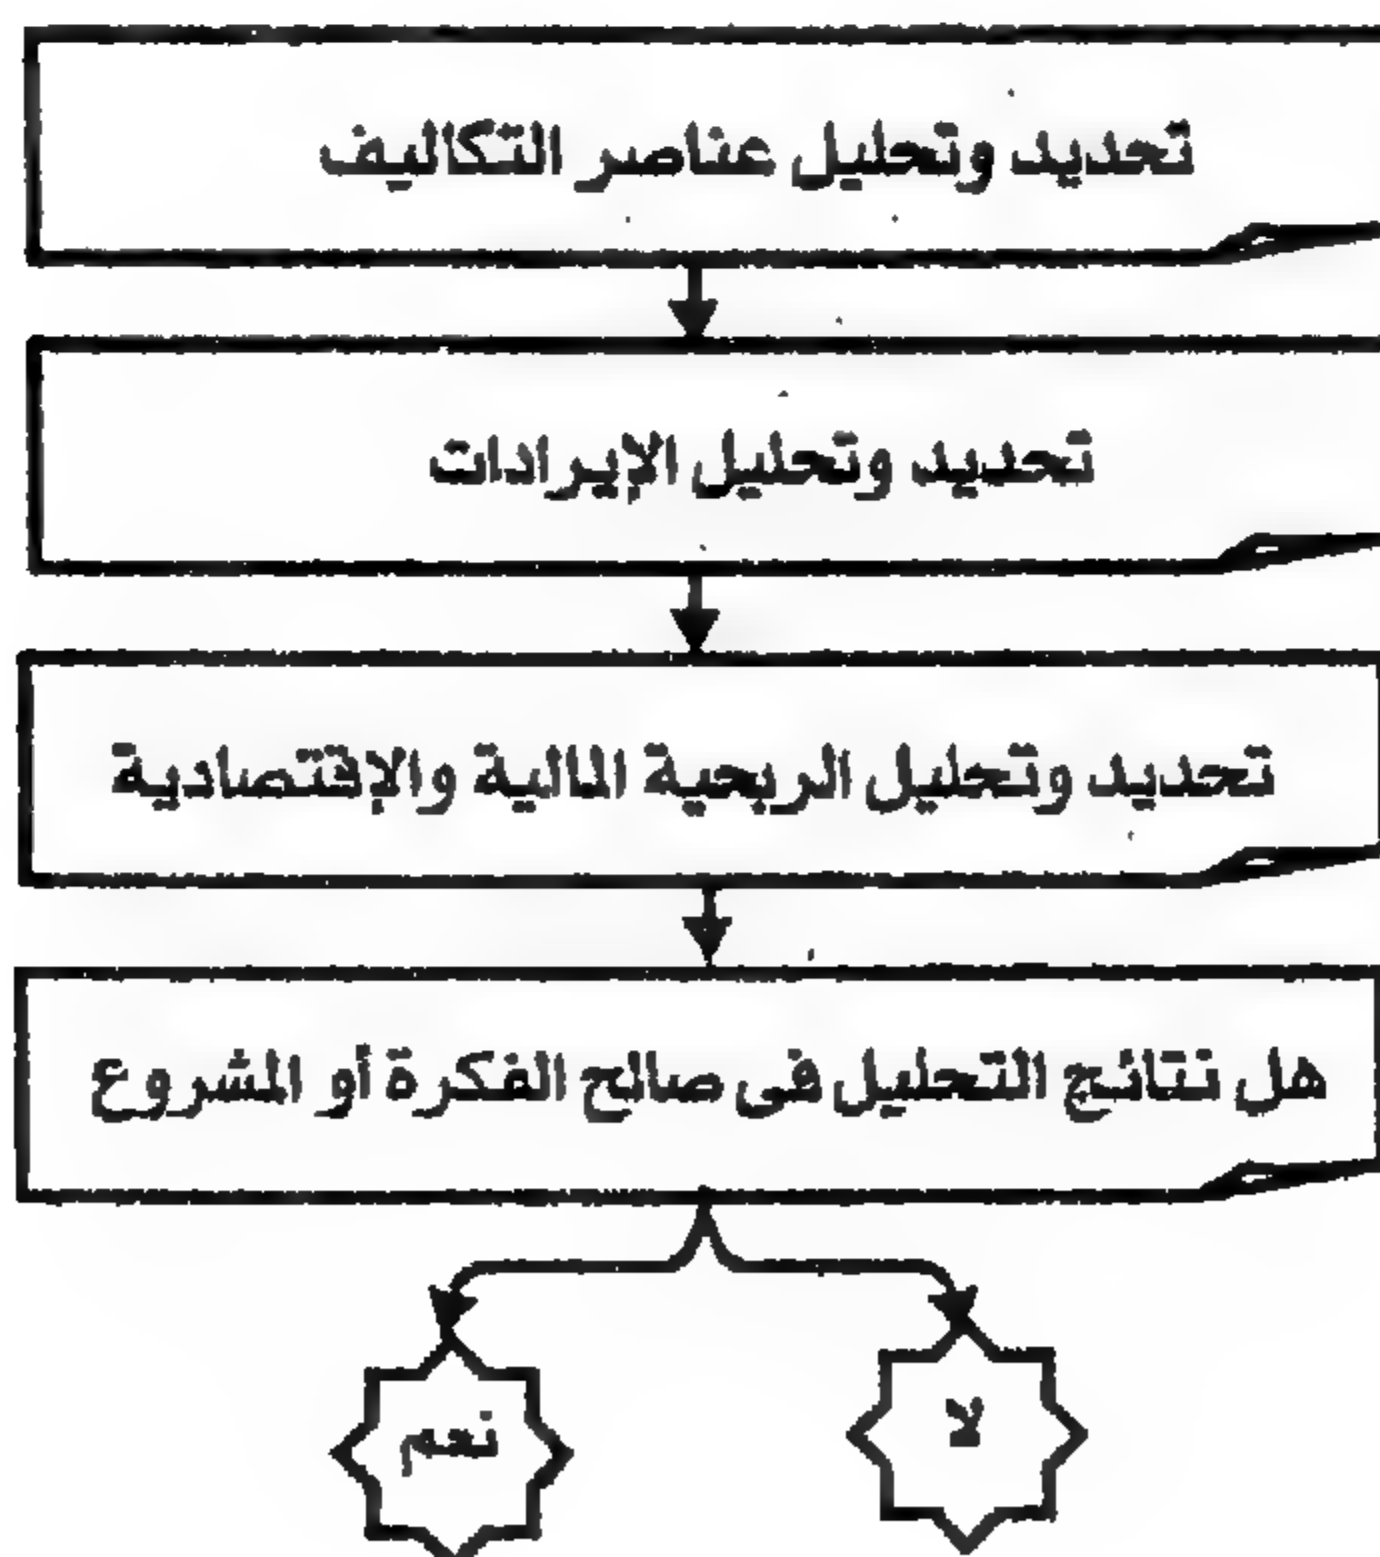 تحديد وتحليل عناصر التكاليف
تحديد وتحليل الإيرادات
تحديد وتحليل الربحية المالية والإقتصادية
هل نتائج التحليل فى صالح الفكرة أو المشروع
لا
نعم